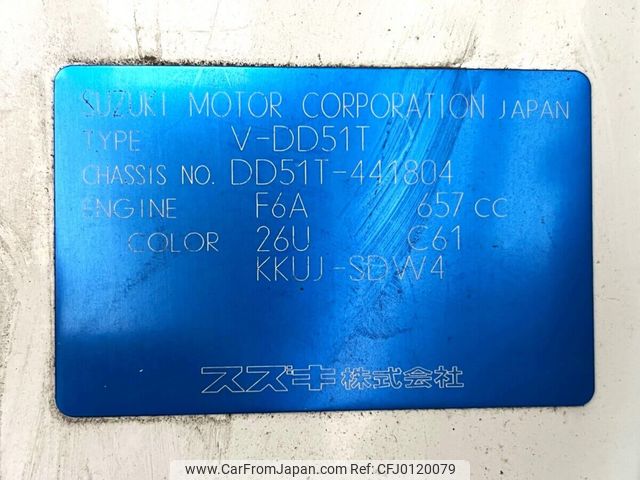 SUZUKI MOTOR CORPORATION JAPAN
TYPE V-DD51T
CHASSIS NO. DD51T-441804
ENGINE F6A 657 CC
COLOR 26U C61
KKUJ-SDW4
スズキ株式会社
www.CarFromJapan.com | CFJ0120079